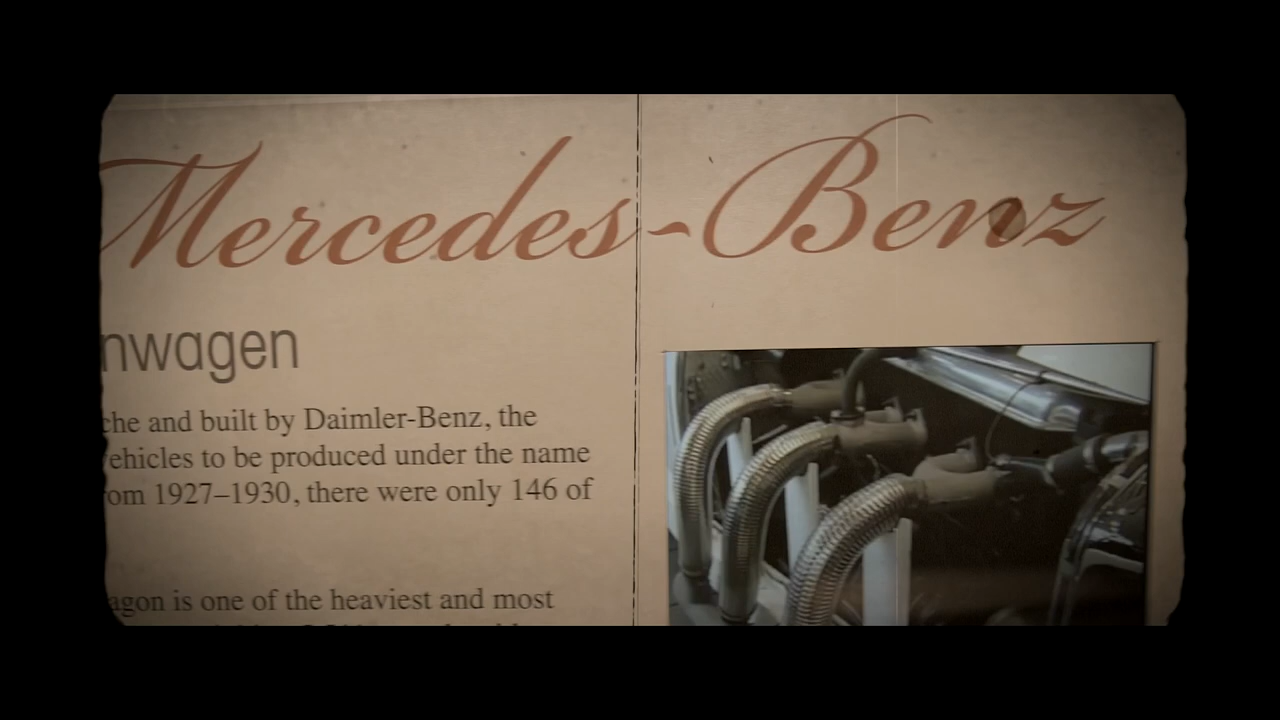 Mercedes-Benz
nwagen
che and built by Daimler-Benz, the
vehicles to be produced under the name
om 1927–1930, there were only 146 of
agon is one of the heaviest and most